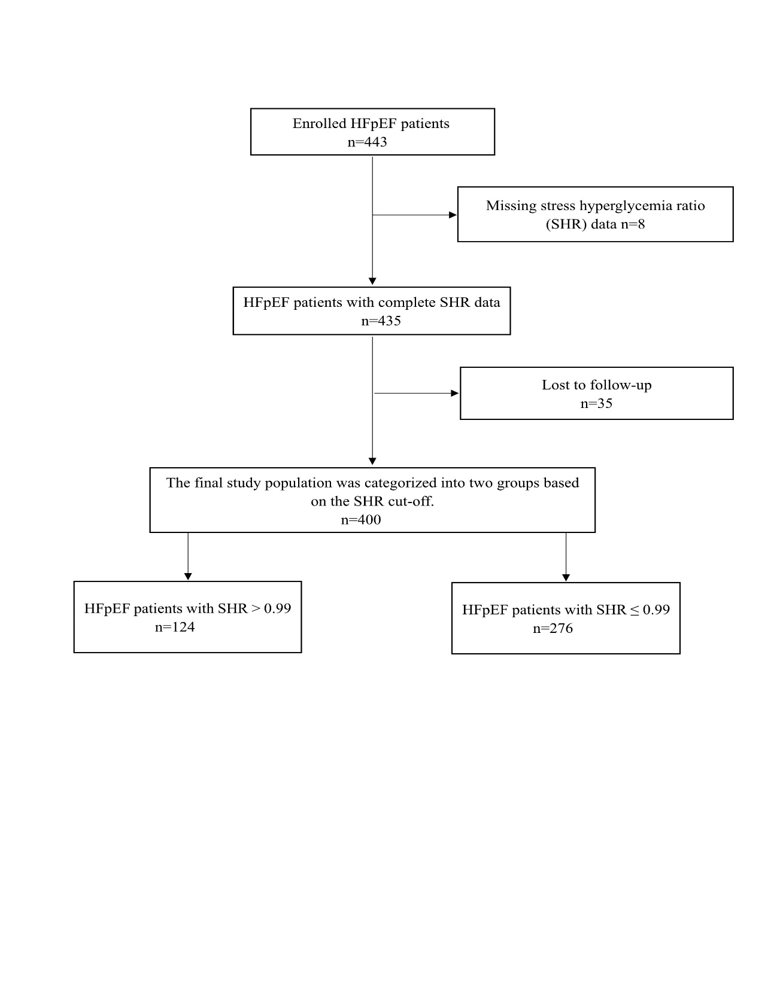 Enrolled HFpEF patients
n=443
Missing stress hyperglycemia ratio
(SHR) data n=8
HFpEF patients with complete SHR data
n=435
Lost to follow-up
n=35
The final study population was categorized into two groups based
on the SHR cut-off.
n=400
HFpEF patients with SHR > 0.99
n=124
HFpEF patients with SHR ≤ 0.99
n=276